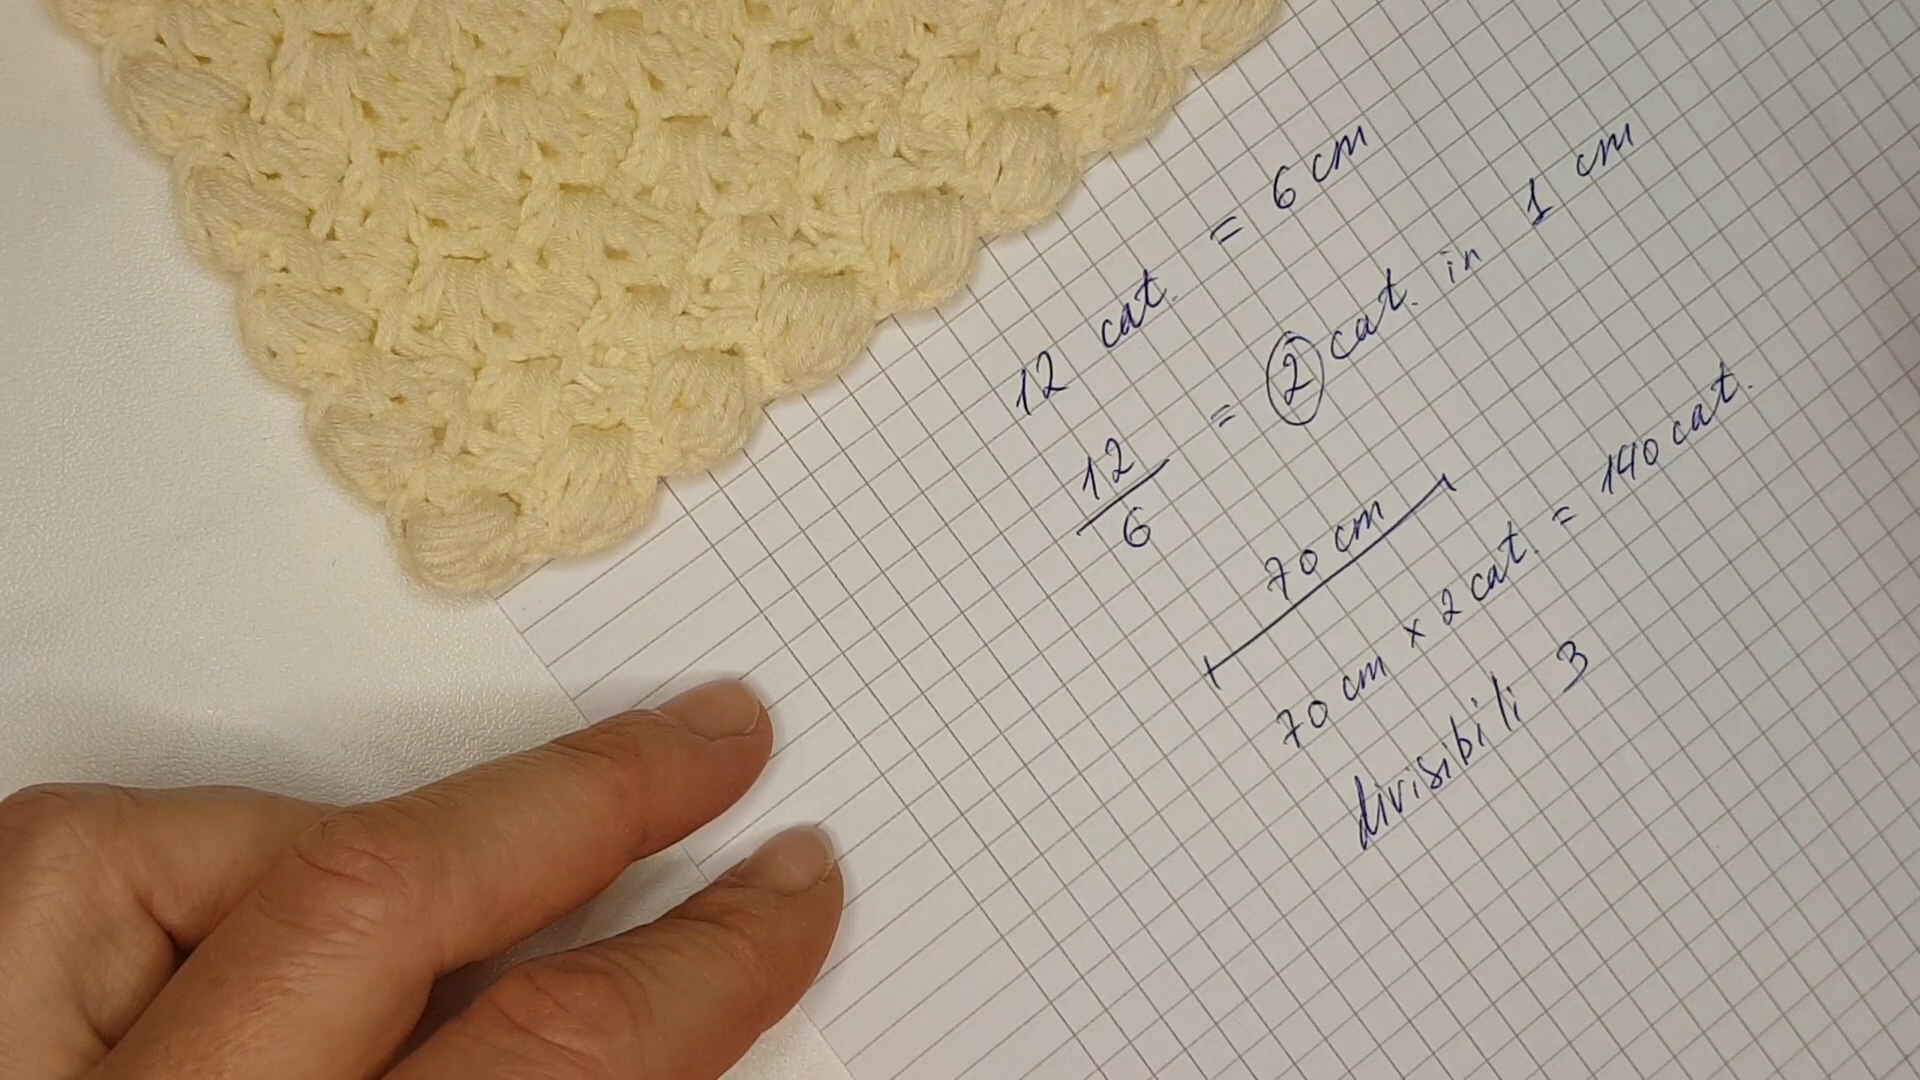 12 cat. = 6 cm
12/6 = 2 cat. in 1 cm
70 cm
70 cm x 2 cat. = 140 cat.
divisibili 3